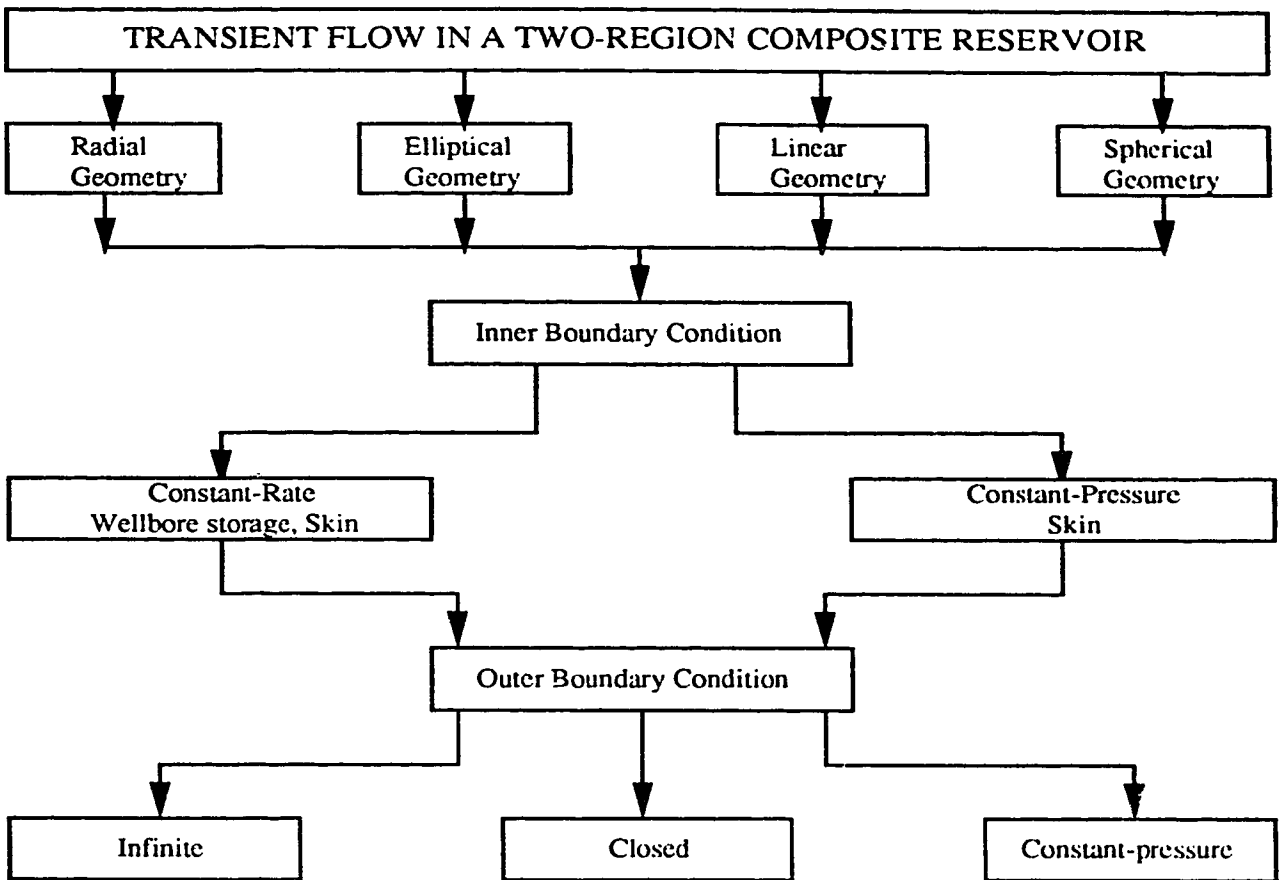 TRANSIENT FLOW IN A TWO-REGION COMPOSITE RESERVOIR
Radial
Geometry
Elliptical
Geometry
Linear
Geometry
Spherical
Geometry
Inner Boundary Condition
Constant-Rate
Wellbore storage, Skin
Constant-Pressure
Skin
Outer Boundary Condition
Infinite
Closed
Constant-pressure